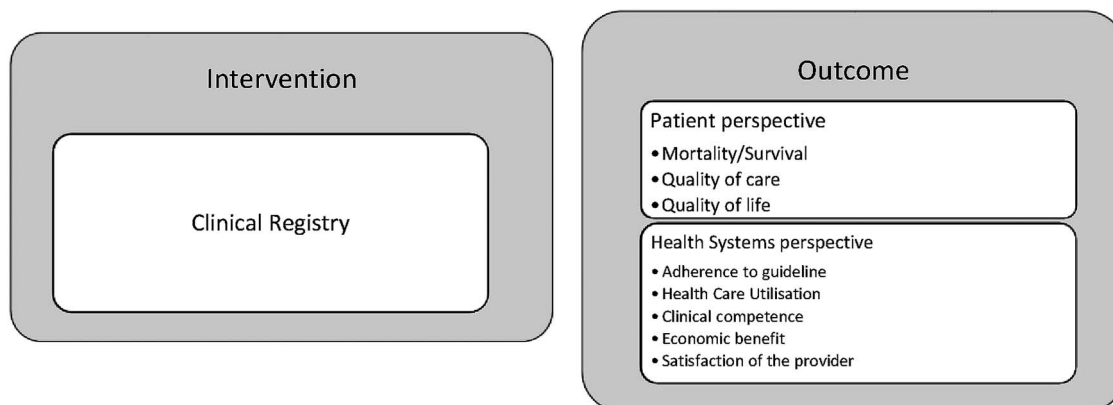 Intervention
Clinical Registry
Outcome
Patient perspective
•Mortality/Survival
•Quality of care
•Quality of life
Health Systems perspective
•Adherence to guideline
•Health Care Utilisation
•Clinical competence
•Economic benefit
•Satisfaction of the provider